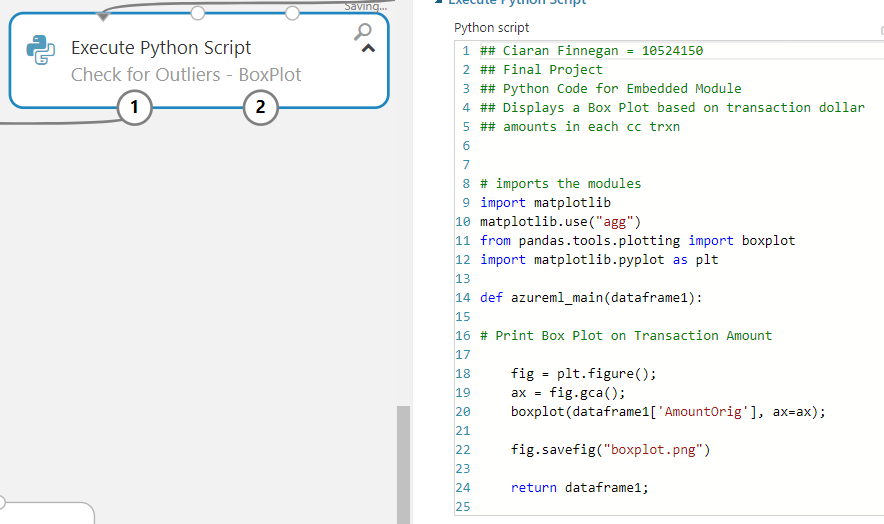 Saving...
Execute Python Script
Check for Outliers - BoxPlot
1
2
Execute Python Script
Python script
1 ## Ciaran Finnegan = 10524150
2 ## Final Project
3 ## Python Code for Embedded Module
4 ## Displays a Box Plot based on transaction dollar
5 ## amounts in each cc trxn
6
7
8 # imports the modules
9 import matplotlib
10 matplotlib.use("agg")
11 from pandas.tools.plotting import boxplot
12 import matplotlib.pyplot as plt
13
14 def azureml_main(dataframe1):
15
16 # Print Box Plot on Transaction Amount
17
18     fig = plt.figure();
19     ax = fig.gca();
20     boxplot(dataframe1['AmountOrig'], ax=ax);
21
22     fig.savefig("boxplot.png")
23
24     return dataframe1;
25